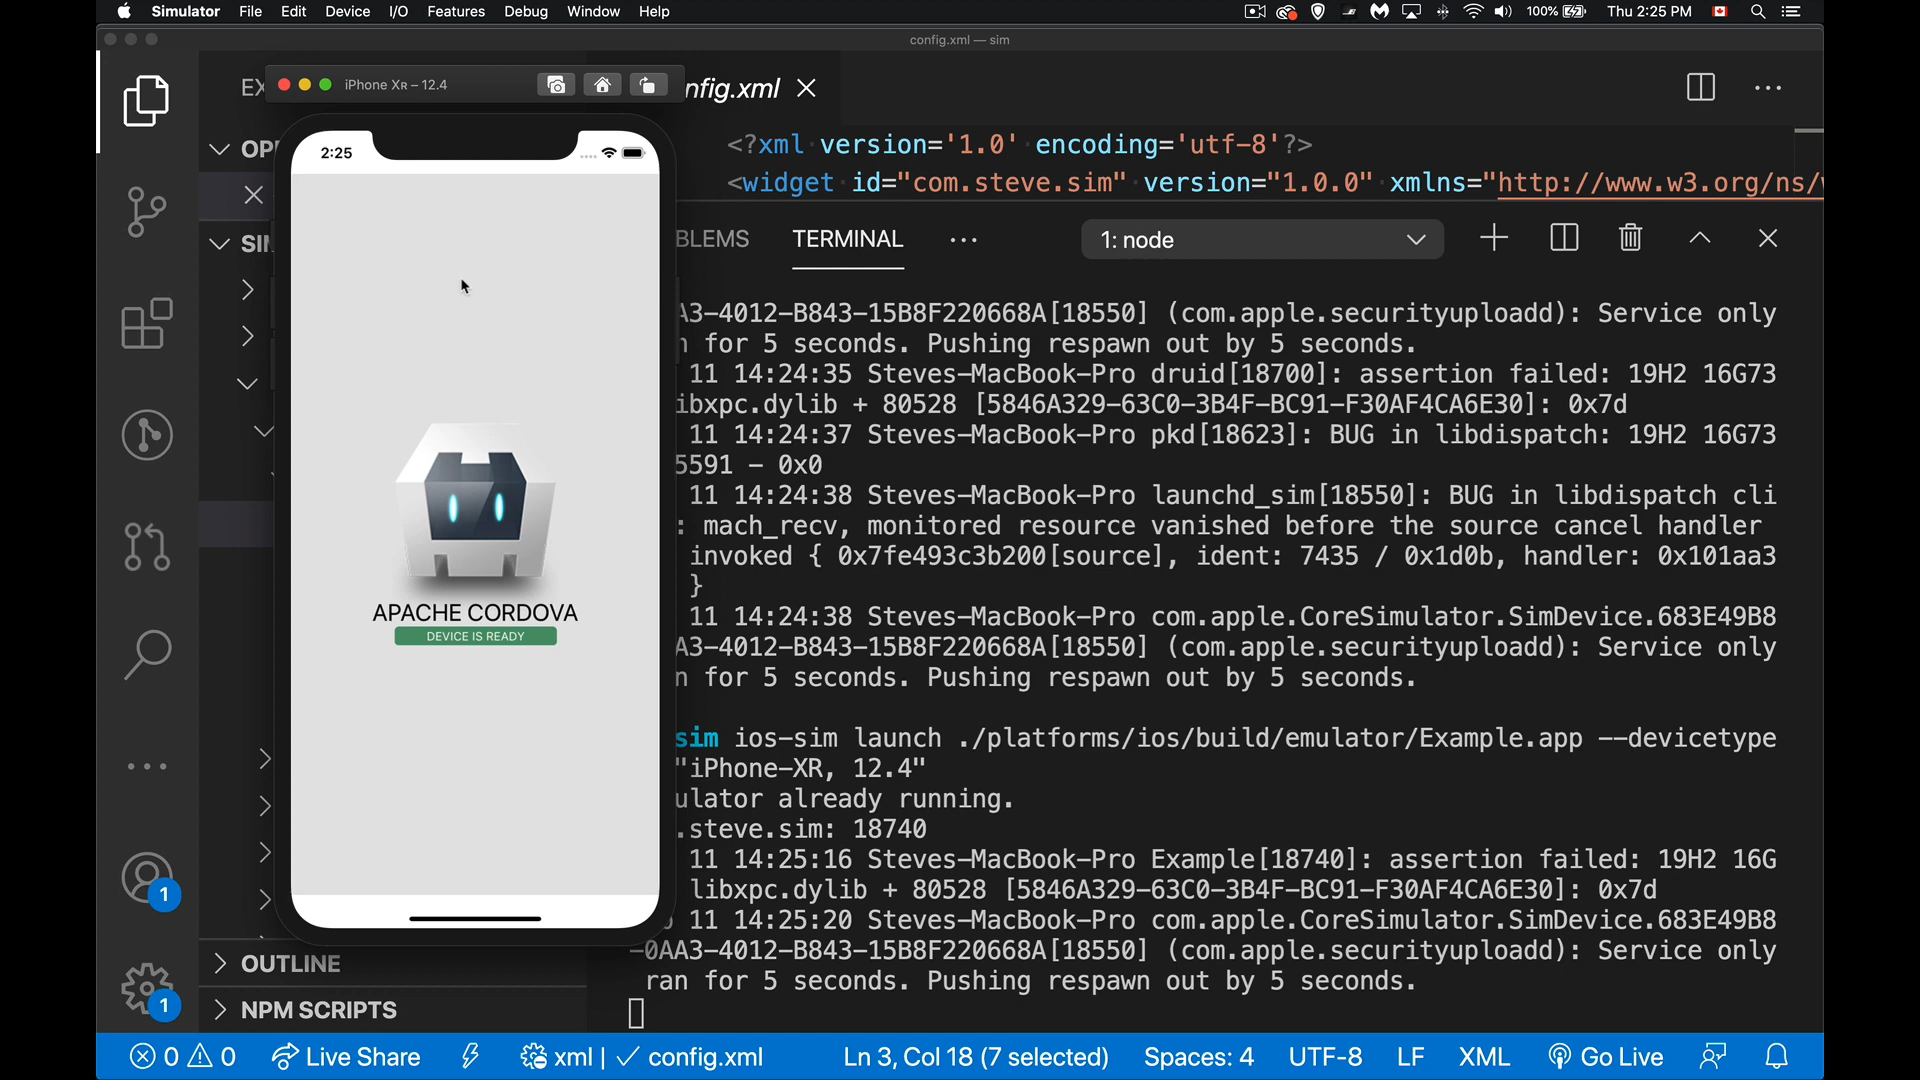 Simulator File Edit Device I/O Features Debug Window Help 100% Thu 2:25 PM
config.xml — sim
iPhone XR – 12.4
nfig.xml
2:25
<?xml version='1.0' encoding='utf-8'?>
<widget id="com.steve.sim" version="1.0.0" xmlns="http://www.w3.org/ns/
BLEMS TERMINAL ... 1: node
A3-4012-B843-15B8F220668A[18550] (com.apple.securityuploadd): Service only
n for 5 seconds. Pushing respawn out by 5 seconds.
11 14:24:35 Steves-MacBook-Pro druid[18700]: assertion failed: 19H2 16G73
ibxpc.dylib + 80528 [5846A329-63C0-3B4F-BC91-F30AF4CA6E30]: 0x7d
11 14:24:37 Steves-MacBook-Pro pkd[18623]: BUG in libdispatch: 19H2 16G73
5591 - 0x0
11 14:24:38 Steves-MacBook-Pro launchd_sim[18550]: BUG in libdispatch cli
: mach_recv, monitored resource vanished before the source cancel handler
invoked { 0x7fe493c3b200[source], ident: 7435 / 0x1d0b, handler: 0x101aa3
}
11 14:24:38 Steves-MacBook-Pro com.apple.CoreSimulator.SimDevice.683E49B8
A3-4012-B843-15B8F220668A[18550] (com.apple.securityuploadd): Service only
n for 5 seconds. Pushing respawn out by 5 seconds.
sim ios-sim launch ./platforms/ios/build/emulator/Example.app --devicetype
"iPhone-XR, 12.4"
ulator already running.
.steve.sim: 18740
11 14:25:16 Steves-MacBook-Pro Example[18740]: assertion failed: 19H2 16G
libxpc.dylib + 80528 [5846A329-63C0-3B4F-BC91-F30AF4CA6E30]: 0x7d
11 14:25:20 Steves-MacBook-Pro com.apple.CoreSimulator.SimDevice.683E49B8
-0AA3-4012-B843-15B8F220668A[18550] (com.apple.securityuploadd): Service only
ran for 5 seconds. Pushing respawn out by 5 seconds.
EX
OPE
SIM
APACHE CORDOVA
DEVICE IS READY
1
1
OUTLINE
NPM SCRIPTS
0 0 Live Share xml | config.xml Ln 3, Col 18 (7 selected) Spaces: 4 UTF-8 LF XML Go Live